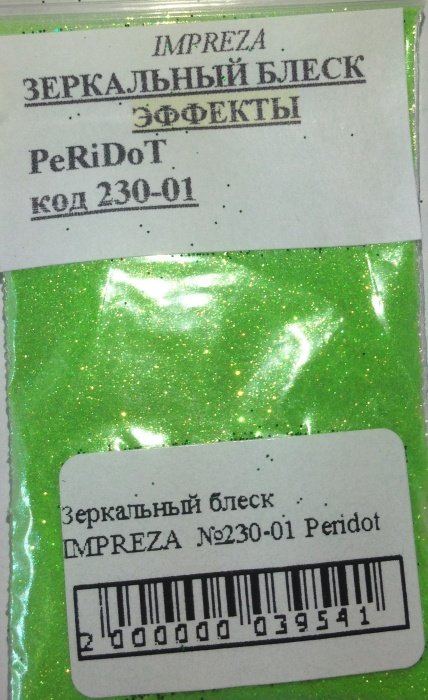 IMPREZA
ЗЕРКАЛЬНЫЙ БЛЕСК
ЭФФЕКТЫ
PeRiDoT
код 230-01
Зеркальный блеск
IMPREZA №230-01 Peridot
2 000000 039541